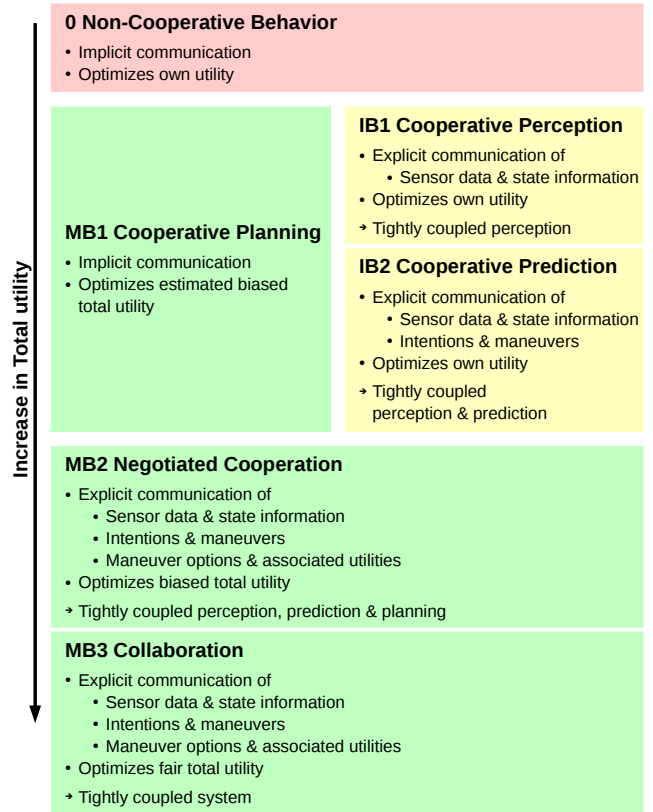 Increase in Total utility
0 Non-Cooperative Behavior
• Implicit communication
• Optimizes own utility
MB1 Cooperative Planning
• Implicit communication
• Optimizes estimated biased
total utility
IB1 Cooperative Perception
• Explicit communication of
• Sensor data & state information
• Optimizes own utility
➔ Tightly coupled perception
IB2 Cooperative Prediction
• Explicit communication of
• Sensor data & state information
• Intentions & maneuvers
• Optimizes own utility
➔ Tightly coupled
perception & prediction
MB2 Negotiated Cooperation
• Explicit communication of
• Sensor data & state information
• Intentions & maneuvers
• Maneuver options & associated utilities
• Optimizes biased total utility
➔ Tightly coupled perception, prediction & planning
MB3 Collaboration
• Explicit communication of
• Sensor data & state information
• Intentions & maneuvers
• Maneuver options & associated utilities
• Optimizes fair total utility
➔ Tightly coupled system